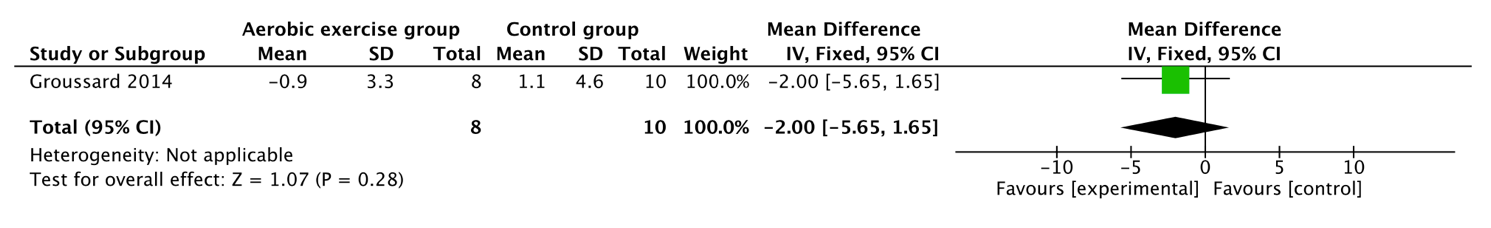 Aerobic exercise group Control group Mean Difference Mean Difference
Study or Subgroup Mean SD Total Mean SD Total Weight IV, Fixed, 95% CI IV, Fixed, 95% CI
Groussard 2014 −0.9 3.3 8 1.1 4.6 10 100.0% −2.00 [−5.65, 1.65]
Total (95% CI) 8 10 100.0% −2.00 [−5.65, 1.65]
Heterogeneity: Not applicable
Test for overall effect: Z = 1.07 (P = 0.28)
−10 −5 0 5 10
Favours [experimental] Favours [control]